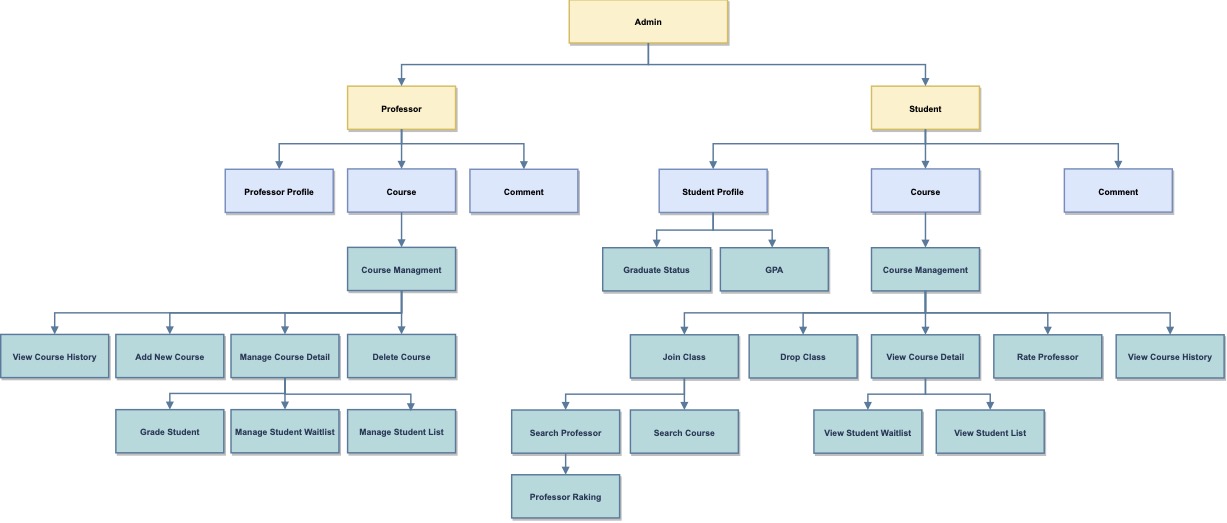 Admin
Professor
Student
Professor Profile
Course
Comment
Student Profile
Course
Comment
Course Managment
Graduate Status
GPA
Course Management
View Course History
Add New Course
Manage Course Detail
Delete Course
Join Class
Drop Class
View Course Detail
Rate Professor
View Course History
Grade Student
Manage Student Waitlist
Manage Student List
Search Professor
Search Course
View Student Waitlist
View Student List
Professor Raking